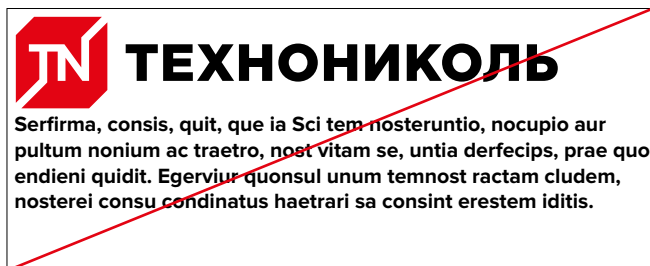 TN ТЕХНОНИКОЛЬ
Serfirma, consis, quit, que ia Sci tem nosteruntio, nocupio aur
pultum nonium ac traetro, nost vitam se, untia derfecips, prae quo
endieni quidit. Egerviur quonsul unum temnost ractam cludem,
nosterei consu condinatus haetrari sa consint erestem iditis.